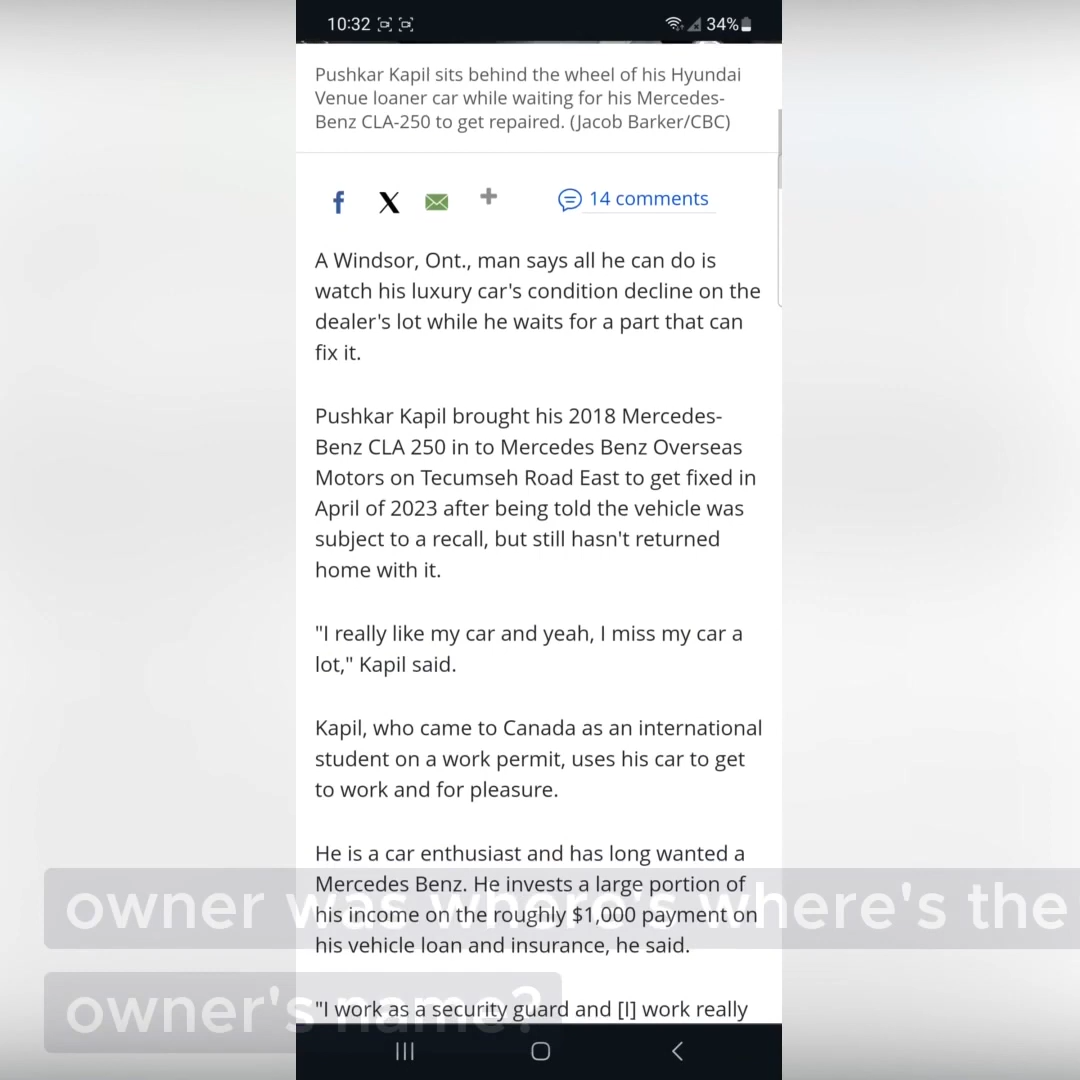 10:32
34%
Pushkar Kapil sits behind the wheel of his Hyundai
Venue loaner car while waiting for his Mercedes-
Benz CLA-250 to get repaired. (Jacob Barker/CBC)
14 comments
A Windsor, Ont., man says all he can do is
watch his luxury car's condition decline on the
dealer's lot while he waits for a part that can
fix it.
Pushkar Kapil brought his 2018 Mercedes-
Benz CLA 250 in to Mercedes Benz Overseas
Motors on Tecumseh Road East to get fixed in
April of 2023 after being told the vehicle was
subject to a recall, but still hasn't returned
home with it.
"I really like my car and yeah, I miss my car a
lot," Kapil said.
Kapil, who came to Canada as an international
student on a work permit, uses his car to get
to work and for pleasure.
He is a car enthusiast and has long wanted a
Mercedes Benz. He invests a large portion of
his income on the roughly $1,000 payment on
his vehicle loan and insurance, he said.
"I work as a security guard and [I] work really
owner was where's where's the
owner's name?